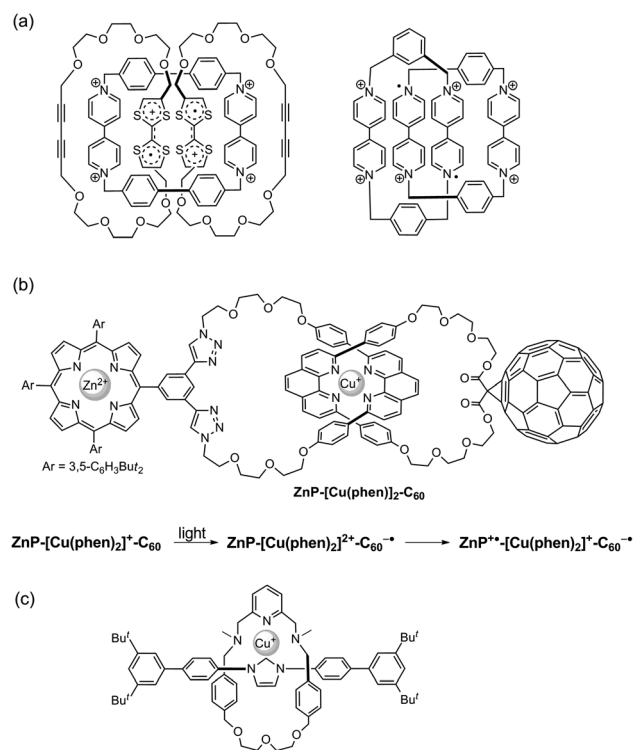 (a)
O O O O
O O O O
N⊕ ⊕N N • ⊕N N⊕
S S S S
+ •
• +
S S S S
⊕N N⊕ ⊕N N⊕ N • N⊕
O O O O
O O O O
(b)
Ar
Ar Zn²⁺ N N N N
Ar
Ar = 3,5-C₆H₃Buᵗ₂
N N N
N N N
O O O O O O
N N Cu⁺ N N
O O
O O
O O O O O O
ZnP-[Cu(phen)]₂-C₆₀
light
ZnP-[Cu(phen)₂]⁺-C₆₀ ZnP-[Cu(phen)₂]²⁺-C₆₀⁻• ZnP⁺•-[Cu(phen)₂]⁺-C₆₀⁻•
(c)
Buᵗ N Buᵗ
N Cu⁺ N
N N
Buᵗ Buᵗ
O O
O O